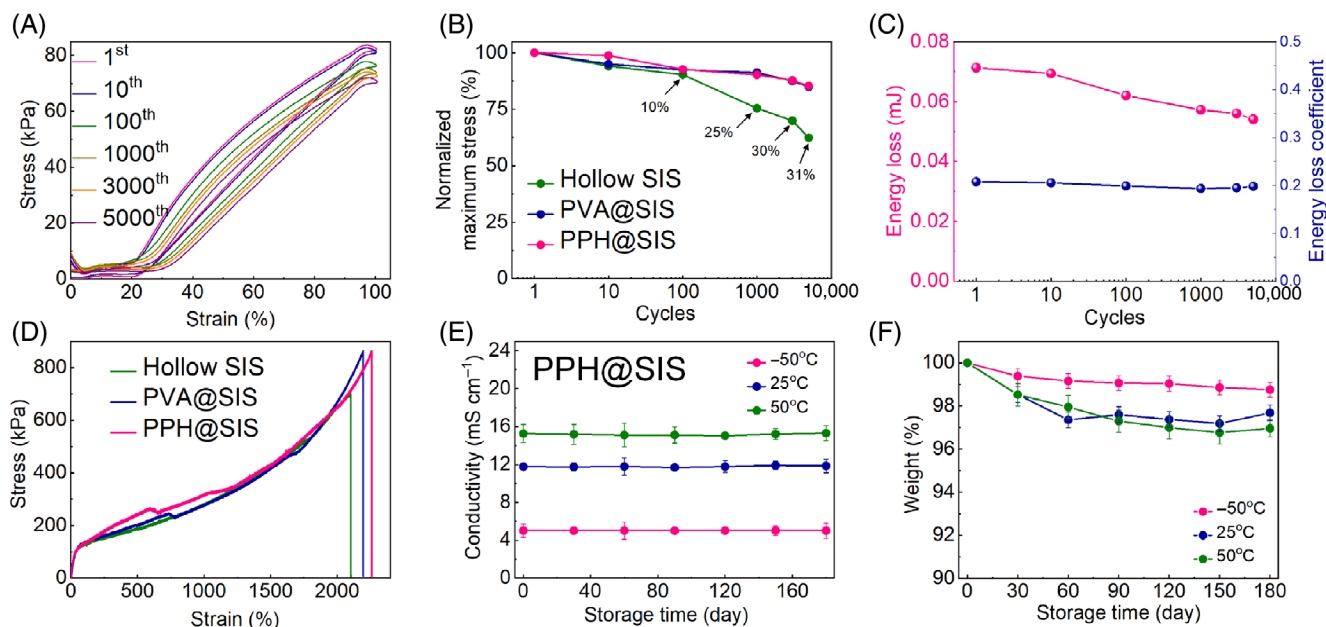 (A)
Stress (kPa)
80
60
40
20
0
1st
10th
100th
1000th
3000th
5000th
0 20 40 60 80 100
Strain (%)
(B)
Normalized
maximum stress (%)
100
75
50
25
0
10%
25%
30%
31%
Hollow SIS
PVA@SIS
PPH@SIS
1 10 100 1000 10,000
Cycles
(C)
Energy loss (mJ)
0.08
0.06
0.04
0.02
0.00
0.5
0.4
0.3
0.2
0.1
0.0
Energy loss coefficient
1 10 100 1000 10,000
Cycles
(D)
Stress (kPa)
800
600
400
200
0
Hollow SIS
PVA@SIS
PPH@SIS
0 500 1000 1500 2000
Strain (%)
(E)
Conductivity (mS cm−1)
24
20
16
12
8
4
0
PPH@SIS
−50°C
25°C
50°C
0 40 80 120 160
Storage time (day)
(F)
Weight (%)
100
98
96
94
92
90
−50°C
25°C
50°C
0 30 60 90 120 150 180
Storage time (day)